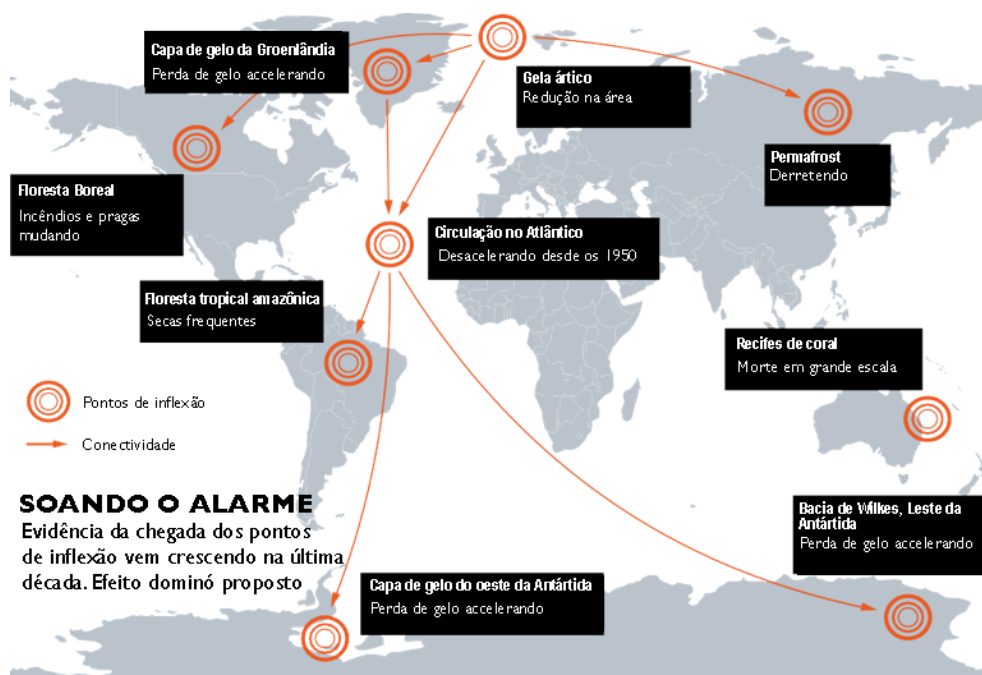 Capa de gelo da Groenlândia
Perda de gelo accelerando
Gela ártico
Redução na área
Permafrost
Derretendo
Floresta Boreal
Incêndios e pragas
mudando
Circulação no Atlântico
Desacelerando desde os 1950
Floresta tropical amazônica
Secas frequentes
Recifes de coral
Morte em grande escala
Pontos de inflexão
Conectividade
SOANDO O ALARME
Evidência da chegada dos pontos
de inflexão vem crescendo na última
década. Efeito dominó proposto
Bacia de Wilkes, Leste da
Antártida
Perda de gelo accelerando
Capa de gelo do oeste da Antártida
Perda de gelo accelerando